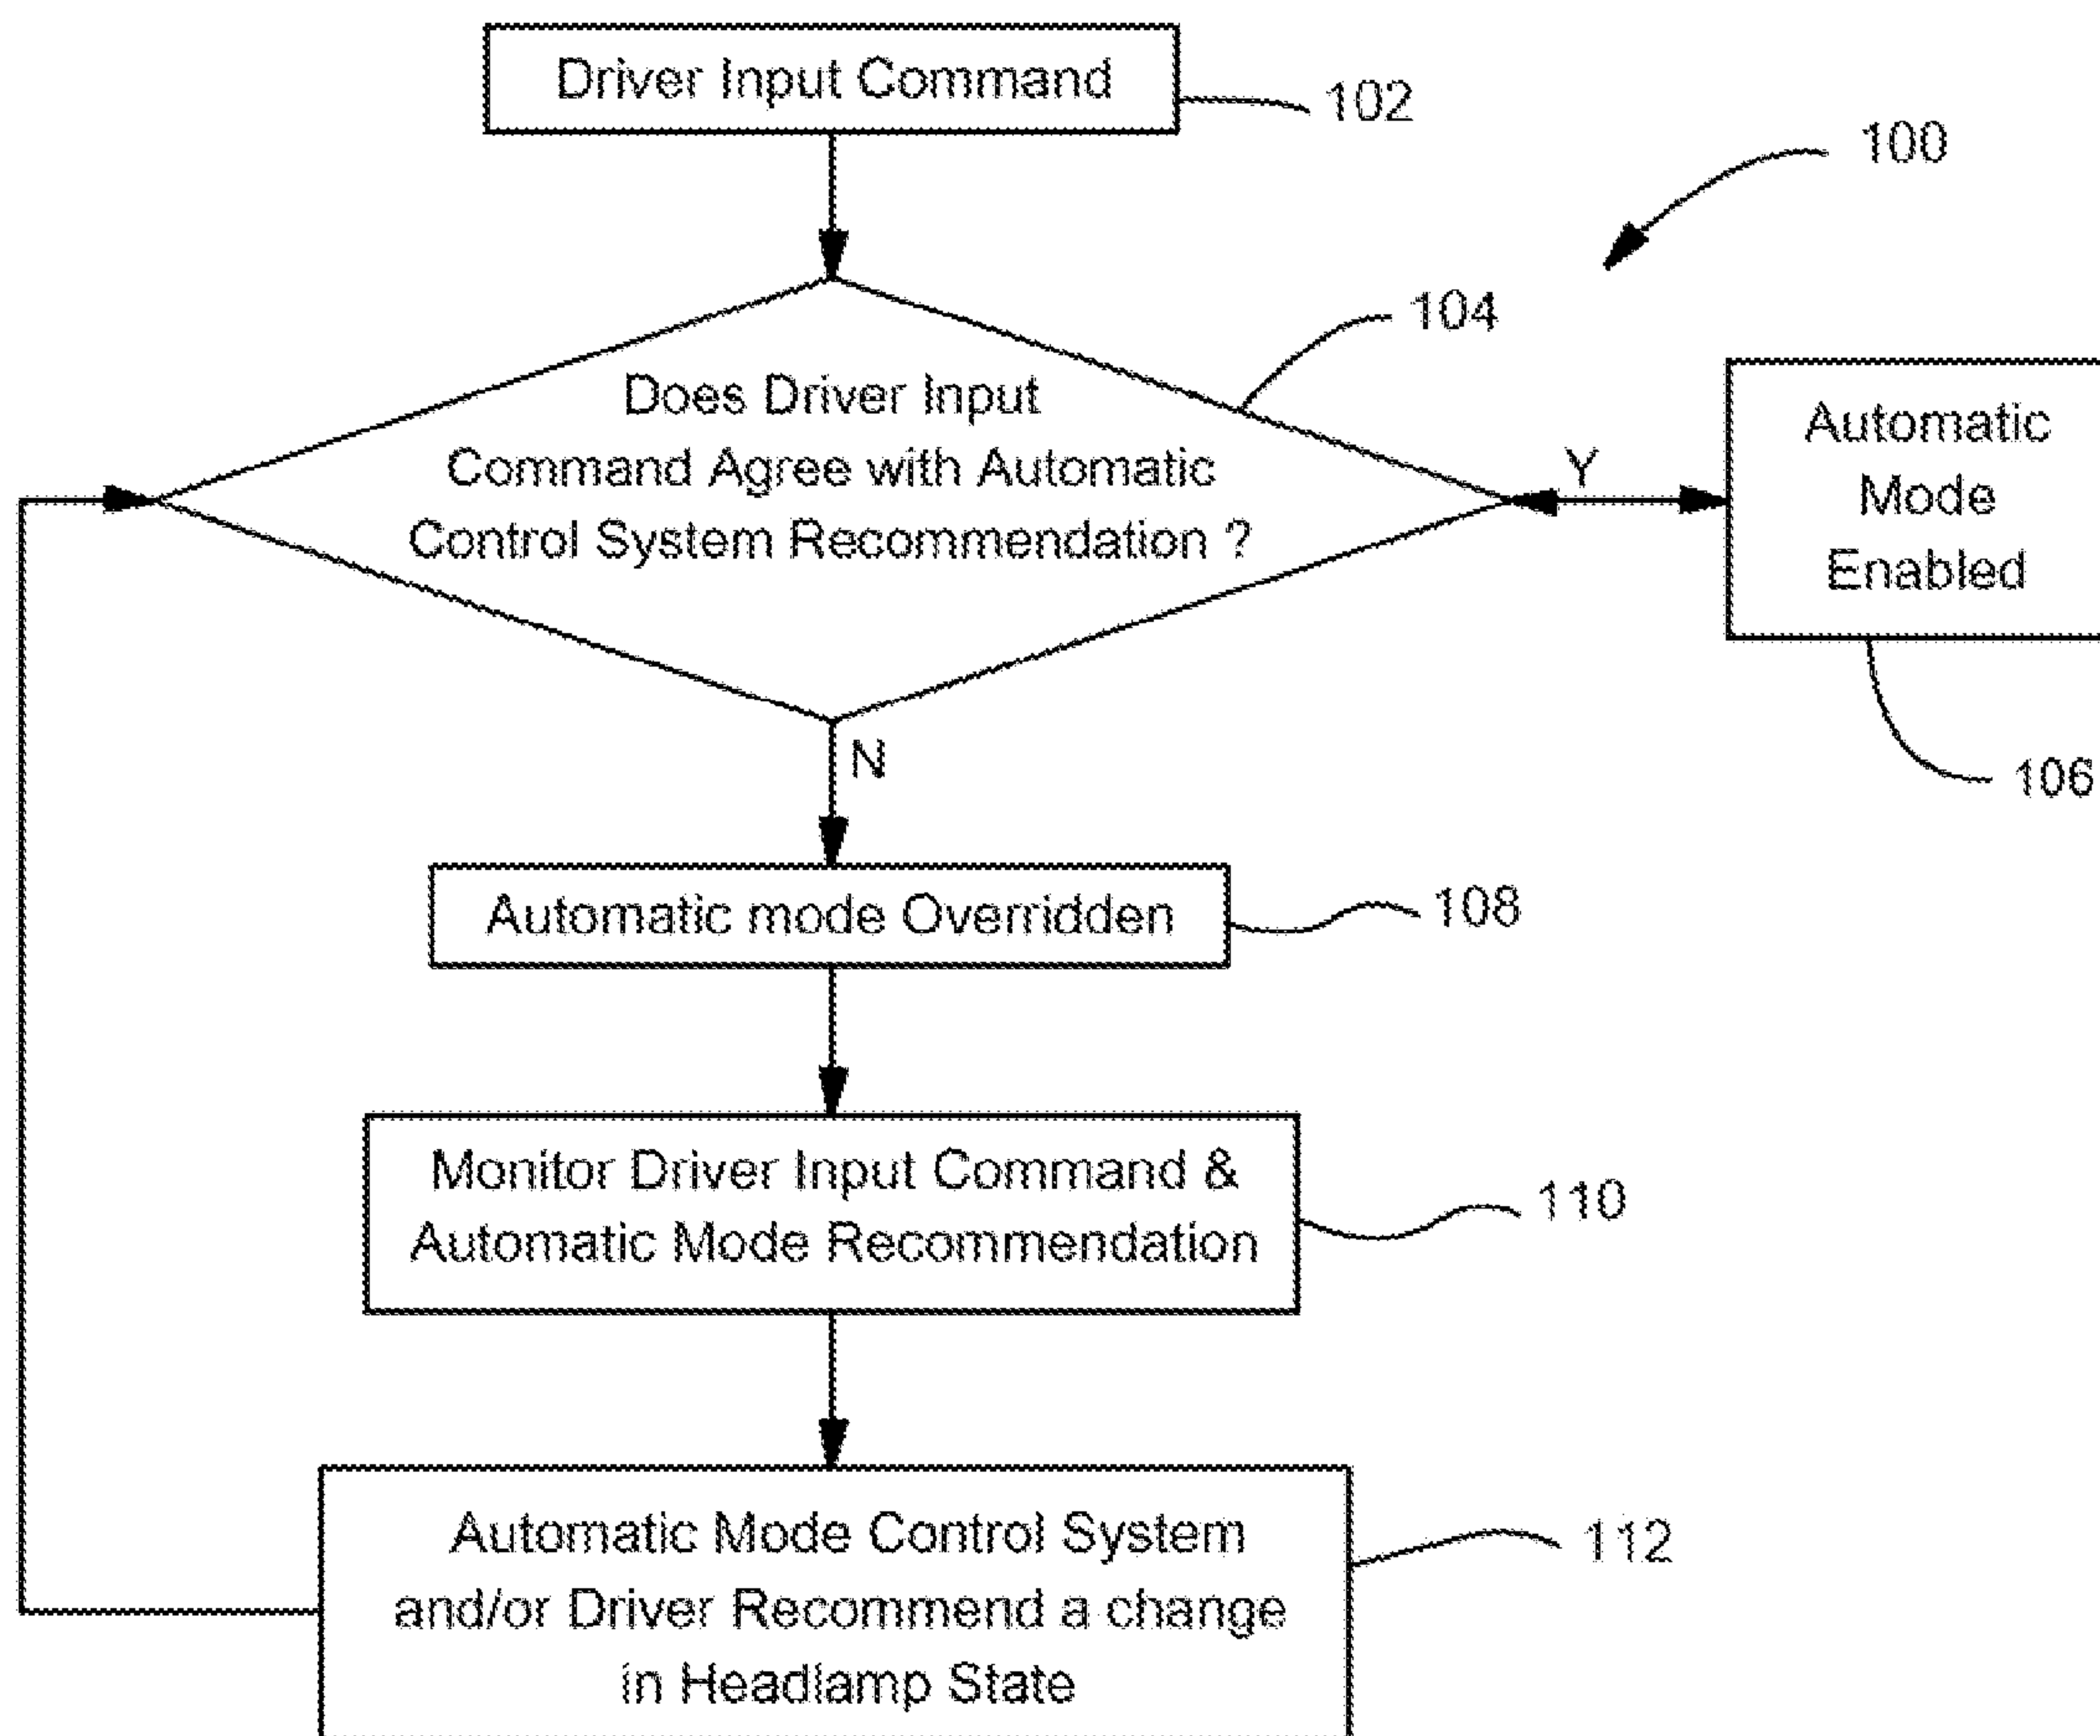 Driver Input Command
102
100
104
Does Driver Input
Command Agree with Automatic
Control System Recommendation ?
Y
Automatic
Mode
Enabled
N
106
Automatic mode Overridden
108
Monitor Driver Input Command &
Automatic Mode Recommendation
110
Automatic Mode Control System
and/or Driver Recommend a change
in Headlamp State
112